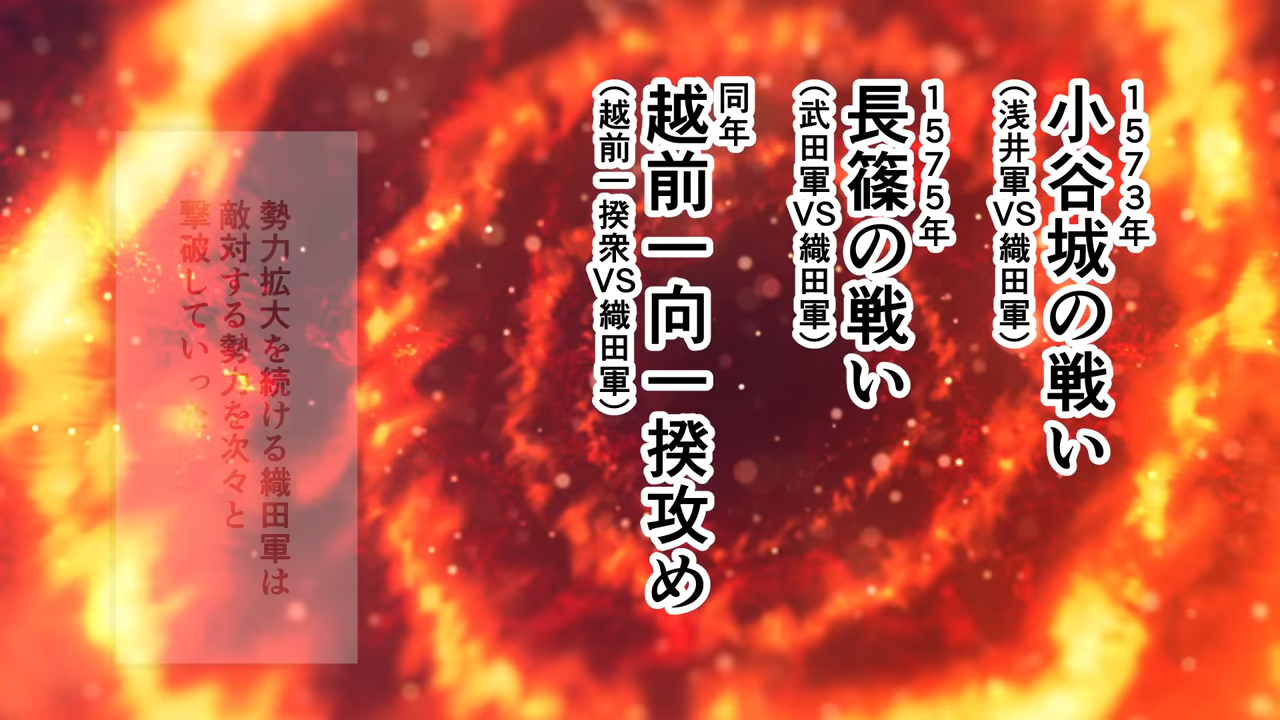 1573年
小谷城の戦い
（浅井軍VS織田軍）
1575年
長篠の戦い
（武田軍VS織田軍）
同年
越前一向一揆攻め
（越前一揆衆VS織田軍）
勢力拡大を続ける織田軍は
敵対する勢力を次々と
撃破していった。